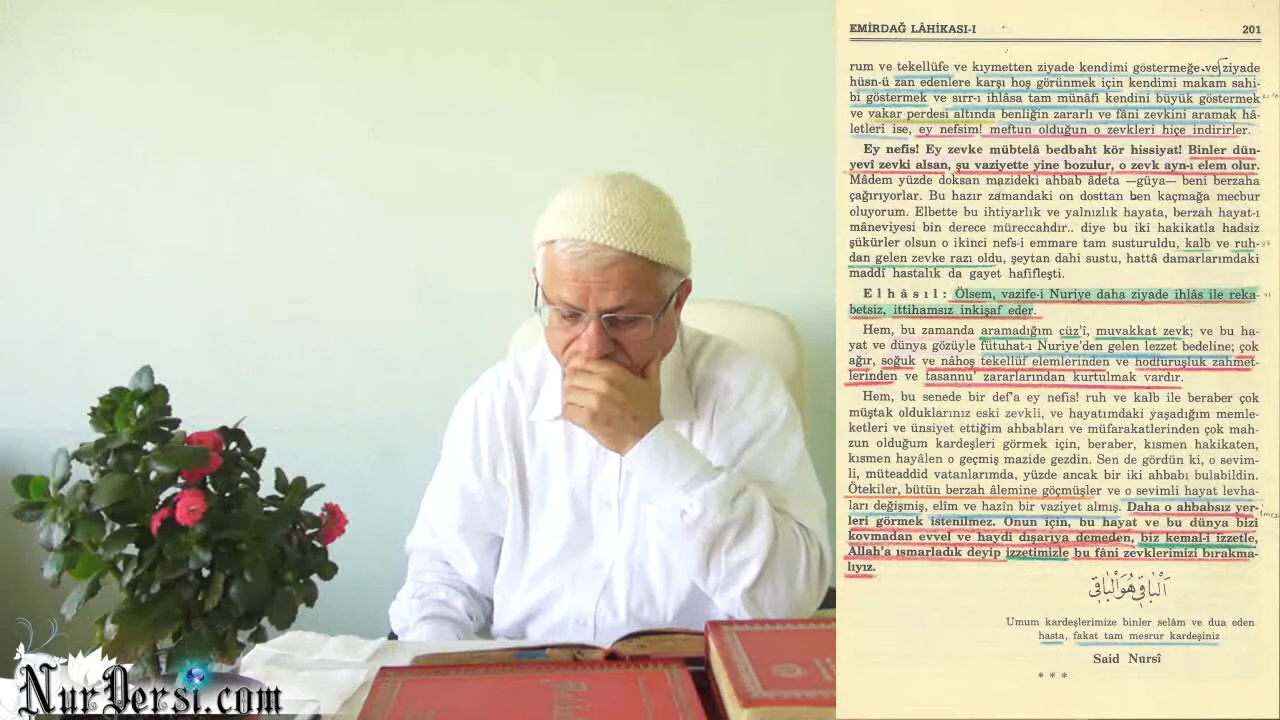 EMİRDAĞ LÂHİKASI-I 201
rum ve tekellüfe ve kıymetten ziyade kendimi göstermeğe ve ziyade
hüsn-ü zan edenlere karşı hoş görünmek için kendimi makam sahi-
bi göstermek ve sırr-ı ihlâsa tam münâfi kendini büyük göstermek
ve vakar perdesi altında benliğin zararlı ve fâni zevkini aramak hâ-
letleri ise, ey nefsim! meftun olduğun o zevkleri hiçe indirirler.
Ey nefis! Ey zevke mübtelâ bedbaht kör hissiyat! Binler dün-
yevî zevki alsan, şu vaziyette yine bozulur, o zevk ayn-ı elem olur.
Mâdem yüzde doksan mazideki ahbab âdeta —güya— beni berzaha
çağırıyorlar. Bu hazır zamandaki on dosttan ben kaçmağa mecbur
oluyorum. Elbette bu ihtiyarlık ve yalnızlık hayata, berzah hayat-ı
mâneviyesi bin derece müreccahdır.. diye bu iki hakikatla hadsiz
şükürler olsun o ikinci nefs-i emmare tam susturuldu, kalb ve ruh-
dan gelen zevke razı oldu, şeytan dahi sustu, hattâ damarlarımdaki
maddî hastalık da gayet hafifleşti.
Elhâsıl: Ölsem, vazife-i Nuriye daha ziyade ihlâs ile reka-
betsiz, ittihamsız inkişaf eder.
Hem, bu zamanda aramadığım cüz'î, muvakkat zevk; ve bu ha-
yat ve dünya gözüyle fütuhat-ı Nuriye'den gelen lezzet bedeline; çok
ağır, soğuk ve nâhoş tekellüf elemlerinden ve hodfuruşluk zahmet-
lerinden ve tasannu' zararlarından kurtulmak vardır.
Hem, bu senede bir def'a ey nefis! ruh ve kalb ile beraber çok
müştak olduklarınız eski zevkli, ve hayatımdaki yaşadığım memle-
ketleri ve ünsiyet ettiğim ahbabları ve müfarakatlerinden çok mah-
zun olduğum kardeşleri görmek için, beraber, kısmen hakikaten,
kısmen hayâlen o geçmiş mazide gezdin. Sen de gördün ki, o sevim-
li, müteaddid vatanlarımda, yüzde ancak bir iki ahbabı bulabildin.
Ötekiler, bütün berzah âlemine göçmüşler ve o sevimli hayat levha-
ları değişmiş, elîm ve hazîn bir vaziyet almış. Daha o ahbabsız yer-
leri görmek istenilmez. Onun için, bu hayat ve bu dünya bizi
kovmadan evvel ve haydi dışarıya demeden, biz kemal-i izzetle,
Allah'a ısmarladık deyip izzetimizle bu fâni zevklerimizi bırakma-
lıyız.
اَلْبَاقِى هُوَ الْبَاقِى
Umum kardeşlerimize binler selâm ve dua eden
hasta, fakat tam mesrur kardeşiniz
Said Nursî
* * *
NurDersi.com